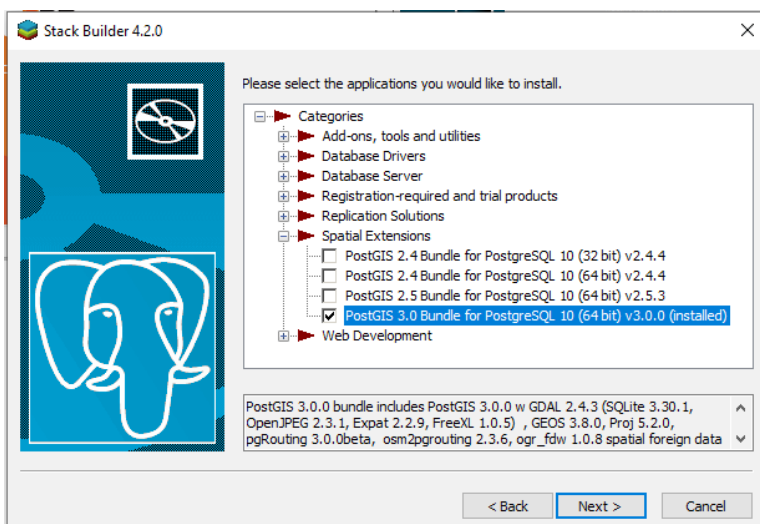 Stack Builder 4.2.0
Please select the applications you would like to install.
Categories
Add-ons, tools and utilities
Database Drivers
Database Server
Registration-required and trial products
Replication Solutions
Spatial Extensions
PostGIS 2.4 Bundle for PostgreSQL 10 (32 bit) v2.4.4
PostGIS 2.4 Bundle for PostgreSQL 10 (64 bit) v2.4.4
PostGIS 2.5 Bundle for PostgreSQL 10 (64 bit) v2.5.3
PostGIS 3.0 Bundle for PostgreSQL 10 (64 bit) v3.0.0 (installed)
Web Development
PostGIS 3.0.0 bundle includes PostGIS 3.0.0 w GDAL 2.4.3 (SQLite 3.30.1,
OpenJPEG 2.3.1, Expat 2.2.9, FreeXL 1.0.5) , GEOS 3.8.0, Proj 5.2.0,
pgRouting 3.0.0beta, osm2pgrouting 2.3.6, ogr_fdw 1.0.8 spatial foreign data
< Back
Next >
Cancel